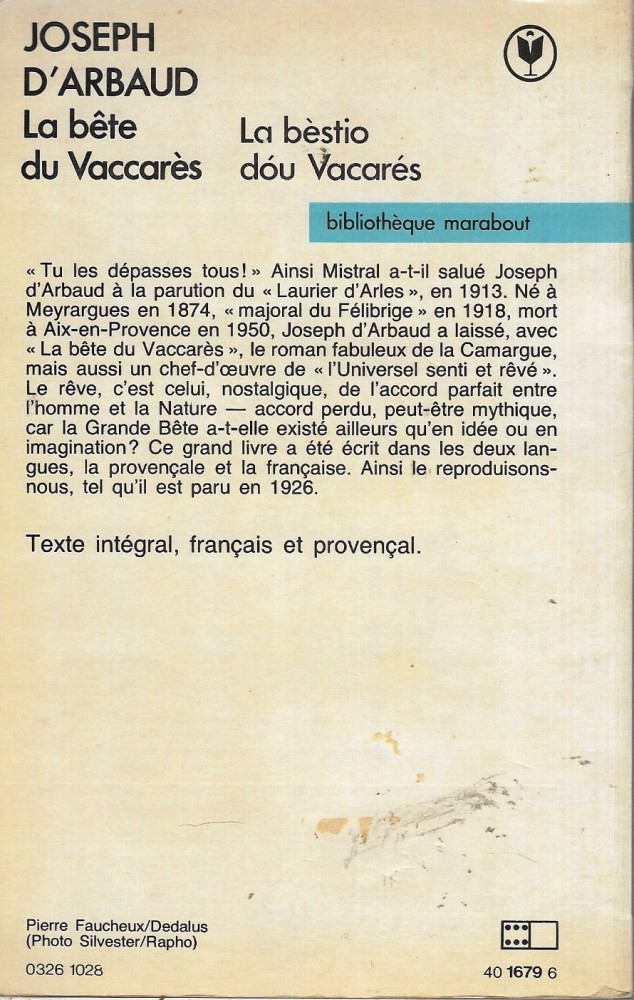 JOSEPH
D'ARBAUD
La bête
du Vaccarès
La bèstio
dóu Vacarés
bibliothèque marabout
« Tu les dépasses tous! » Ainsi Mistral a-t-il salué Joseph
d'Arbaud à la parution du « Laurier d'Arles », en 1913. Né à
Meyrargues en 1874, « majoral du Félibrige » en 1918, mort
à Aix-en-Provence en 1950, Joseph d'Arbaud a laissé, avec
« La bête du Vaccarès », le roman fabuleux de la Camargue,
mais aussi un chef-d'œuvre de « l'Universel senti et rêvé ».
Le rêve, c'est celui, nostalgique, de l'accord parfait entre
l'homme et la Nature — accord perdu, peut-être mythique,
car la Grande Bête a-t-elle existé ailleurs qu'en idée ou en
imagination? Ce grand livre a été écrit dans les deux lan-
gues, la provençale et la française. Ainsi le reproduisons-
nous, tel qu'il est paru en 1926.
Texte intégral, français et provençal.
Pierre Faucheux/Dedalus
(Photo Silvester/Rapho)
0326 1028
40 1679 6